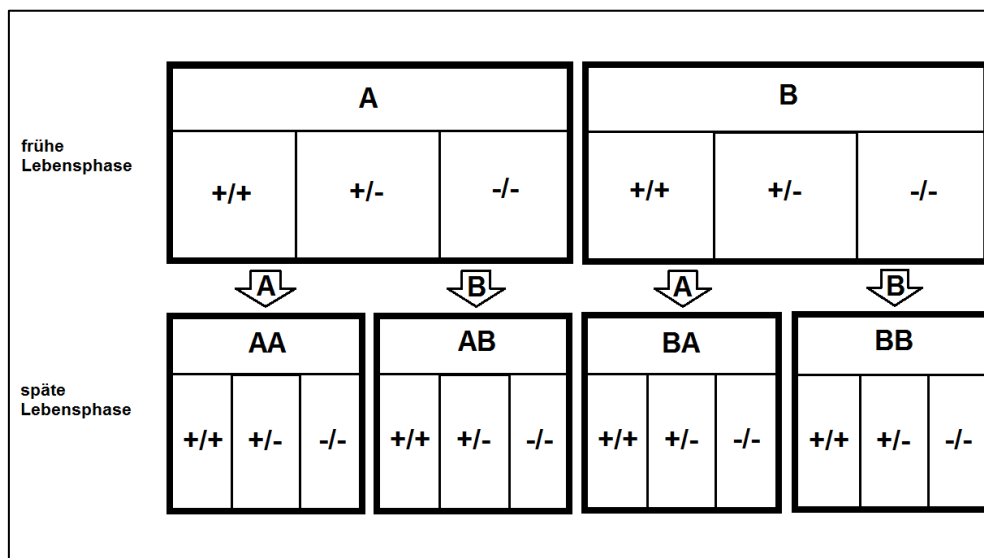 A B
frühe
Lebensphase
+/+ +/- -/- +/+ +/- -/-
A B A B
AA AB BA BB
späte
Lebensphase
+/+ +/- -/- +/+ +/- -/- +/+ +/- -/- +/+ +/- -/-